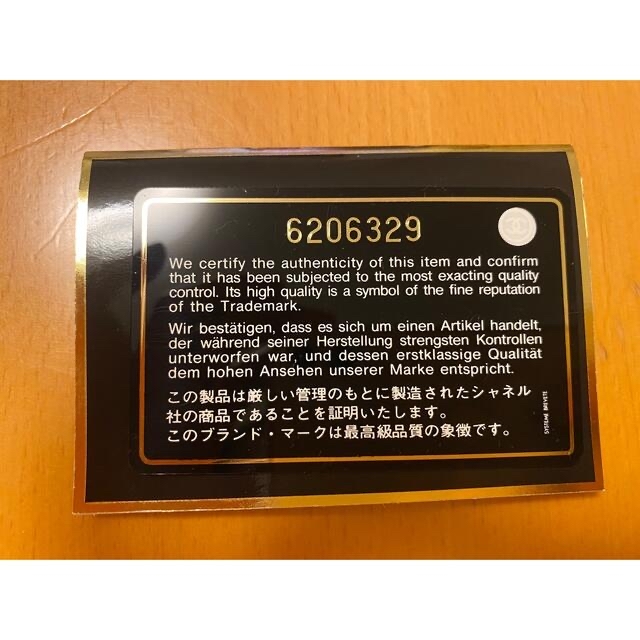 6206329
We certify the authenticity of this item and confirm
that it has been subjected to the most exacting quality
control. Its high quality is a symbol of the fine reputation
of the Trademark.
Wir bestätigen, dass es sich um einen Artikel handelt,
der während seiner Herstellung strengsten Kontrollen
unterworfen war, und dessen erstklassige Qualität
dem hohen Ansehen unserer Marke entspricht.
この製品は厳しい管理のもとに製造されたシャネル
社の商品であることを証明いたします。
このブランド・マークは最高級品質の象徴です。
SYSTEME BREVETE